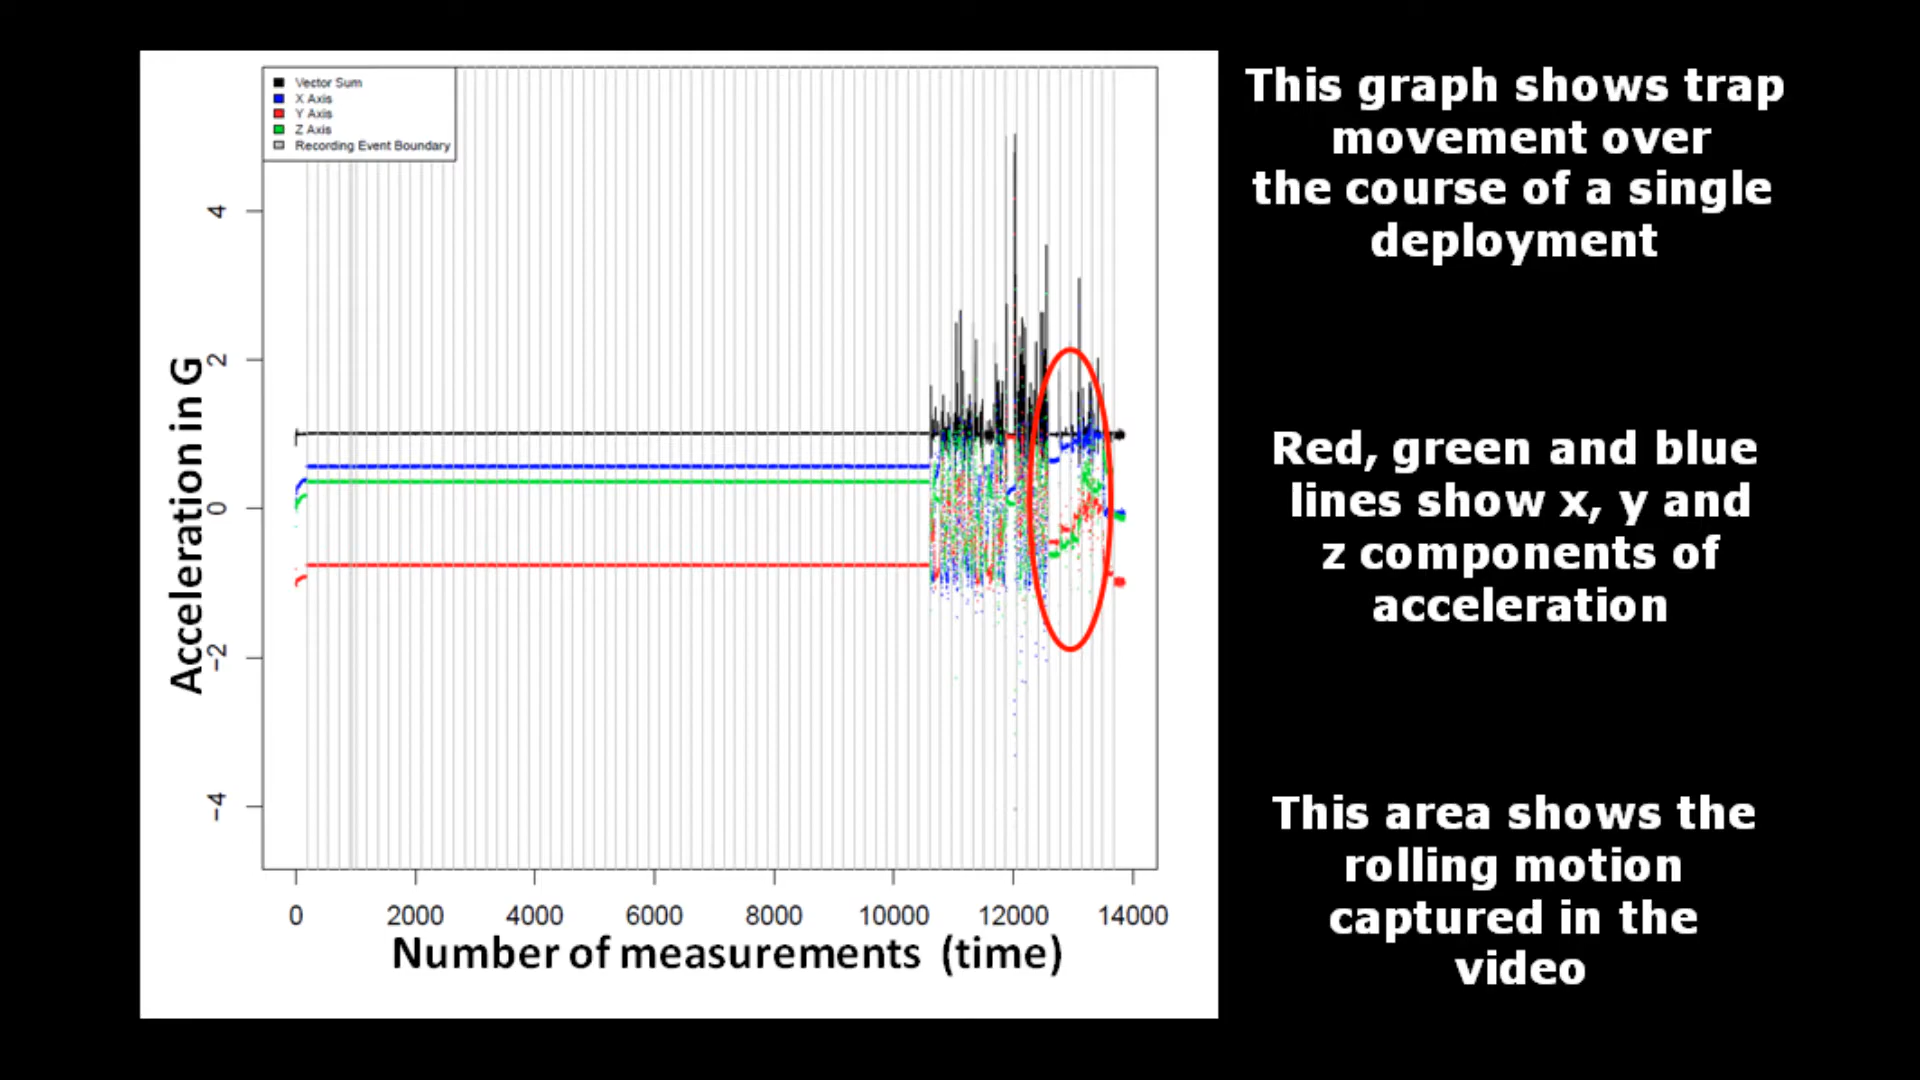 Vector Sum
X Axis
Y Axis
Z Axis
Recording Event Boundary
4
2
0
−2
−4
Acceleration in G
0 2000 4000 6000 8000 10000 12000 14000
Number of measurements (time)
This graph shows trap
movement over
the course of a single
deployment
Red, green and blue
lines show x, y and
z components of
acceleration
This area shows the
rolling motion
captured in the
video